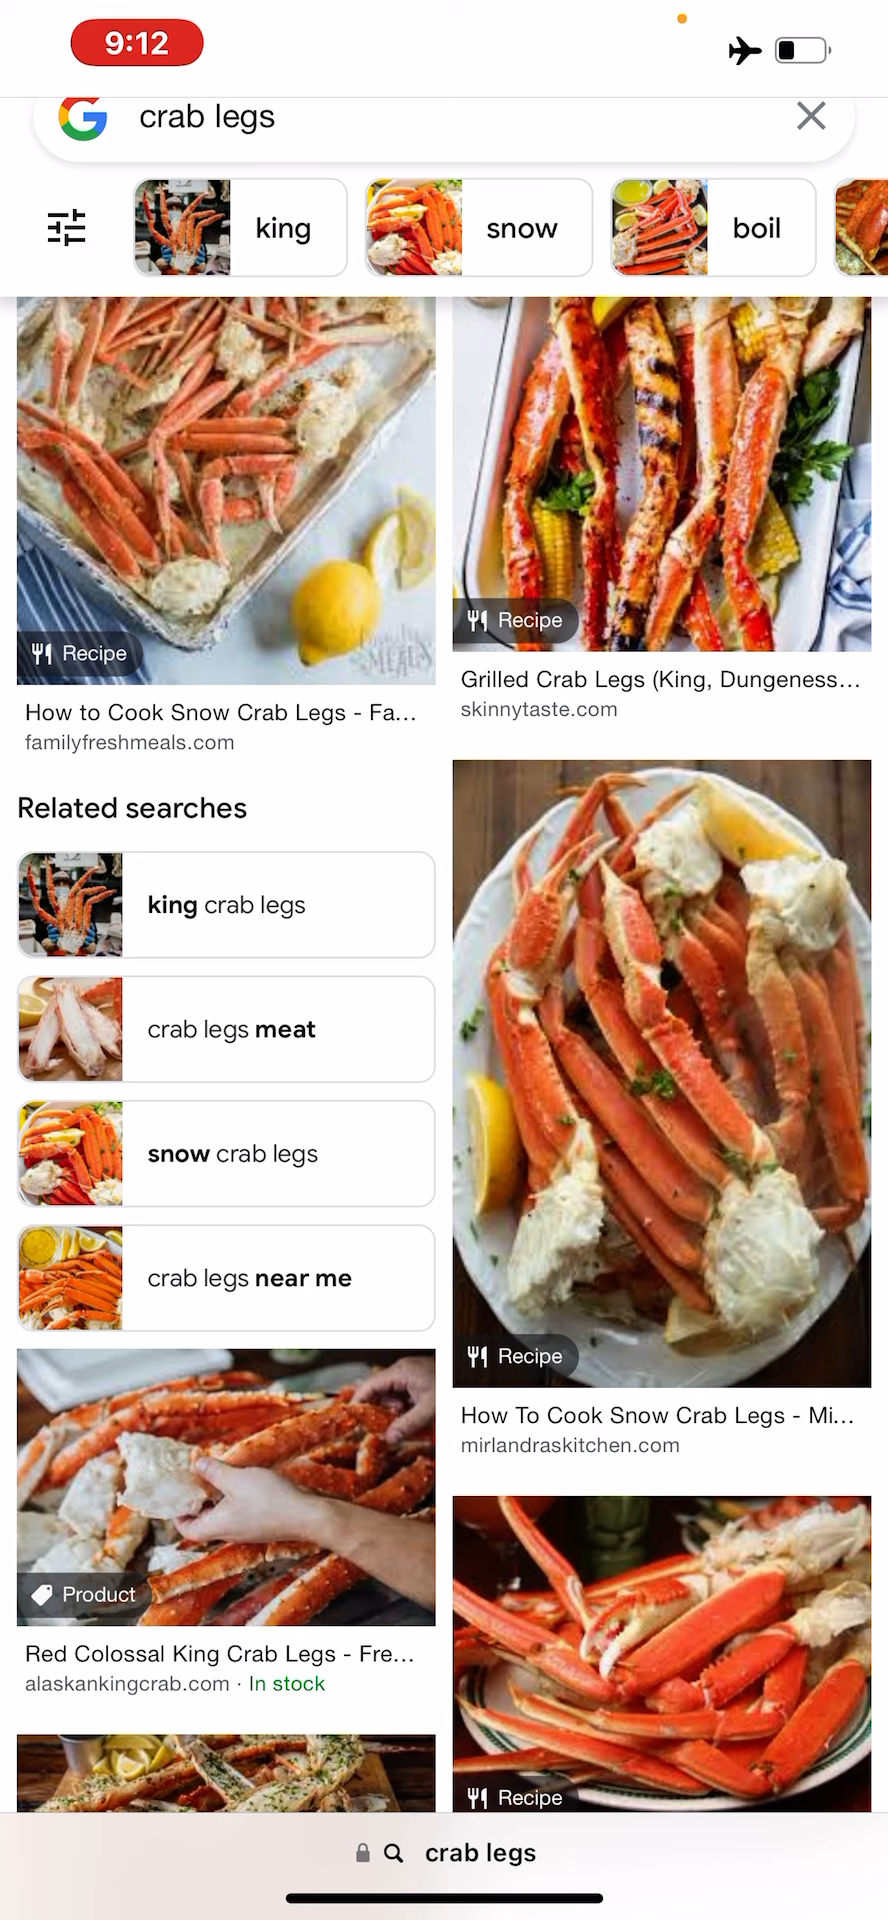 9:12
crab legs
king
snow
boil
Recipe
How to Cook Snow Crab Legs - Fa...
familyfreshmeals.com
Recipe
Grilled Crab Legs (King, Dungeness...
skinnytaste.com
Related searches
king crab legs
crab legs meat
snow crab legs
crab legs near me
Recipe
How To Cook Snow Crab Legs - Mi...
mirlandraskitchen.com
Product
Red Colossal King Crab Legs - Fre...
alaskankingcrab.com · In stock
Recipe
crab legs